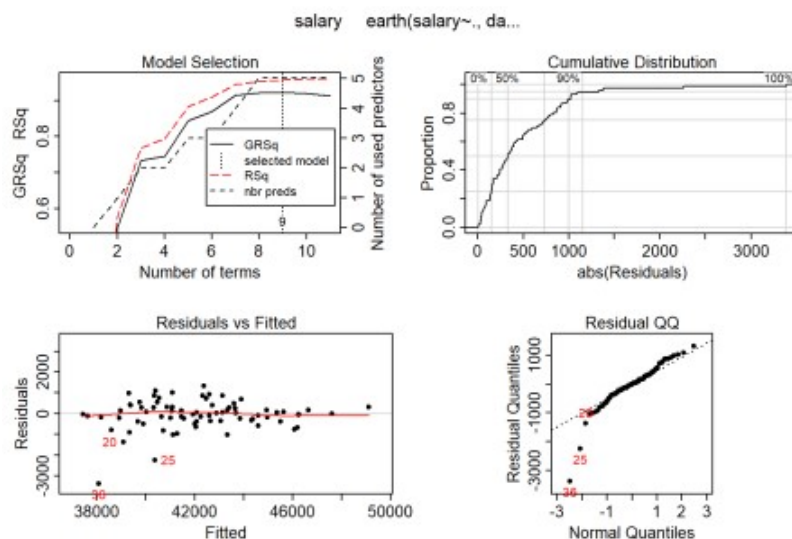 salary earth(salary~., da...
Model Selection
GRSq RSq
0.6 0.8
0 2 4 6 8 10
Number of terms
0 1 2 3 4 5
Number of used predictors
GRSq
selected model
RSq
nbr preds
9
Cumulative Distribution
0% 50% 90% 100%
Proportion
0.0 0.4 0.8
0 500 1000 2000 3000
abs(Residuals)
Residuals vs Fitted
Residuals
-3000 0 2000
20
25
38000 42000 46000 50000
Fitted
Residual QQ
Residual Quantiles
-3000 -1000 1000
25
-3 -1 0 1 2 3
Normal Quantiles